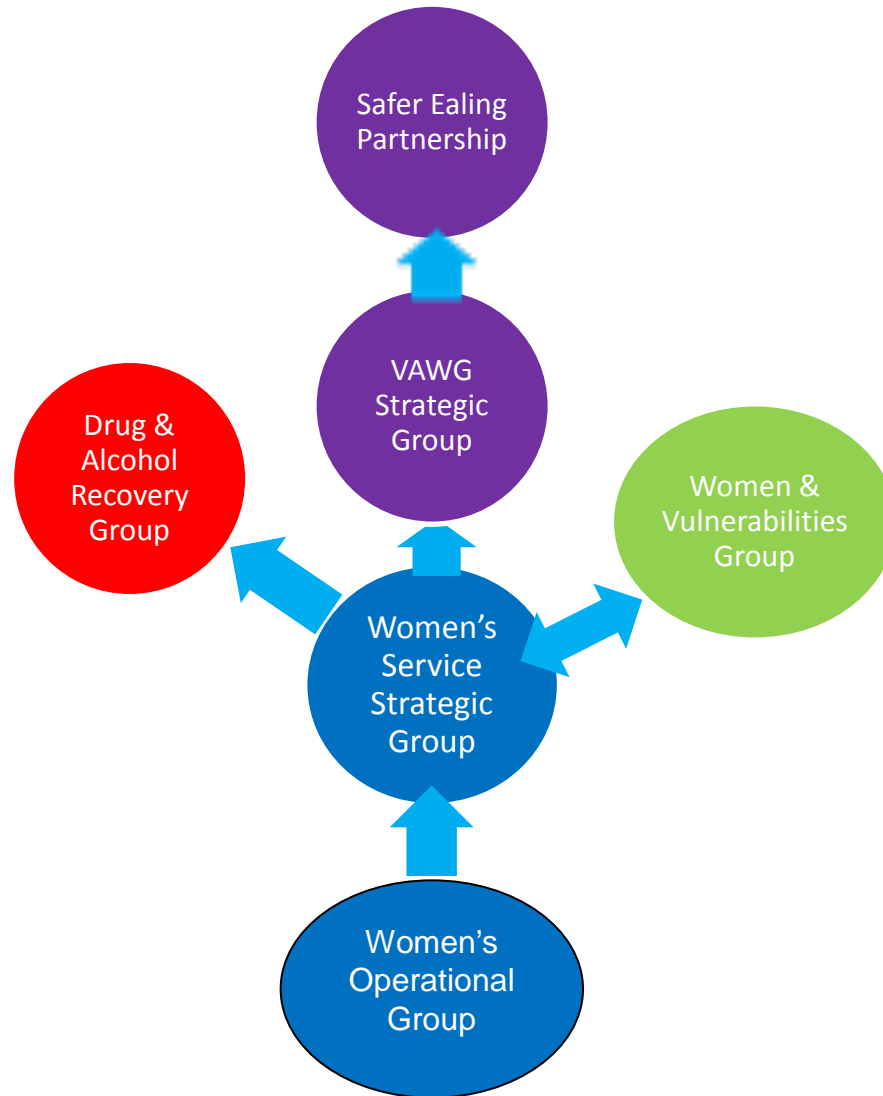 Safer Ealing
Partnership
VAWG
Strategic
Group
Drug &
Alcohol
Recovery
Group
Women &
Vulnerabilities
Group
Women’s
Service
Strategic
Group
Women’s
Operational
Group